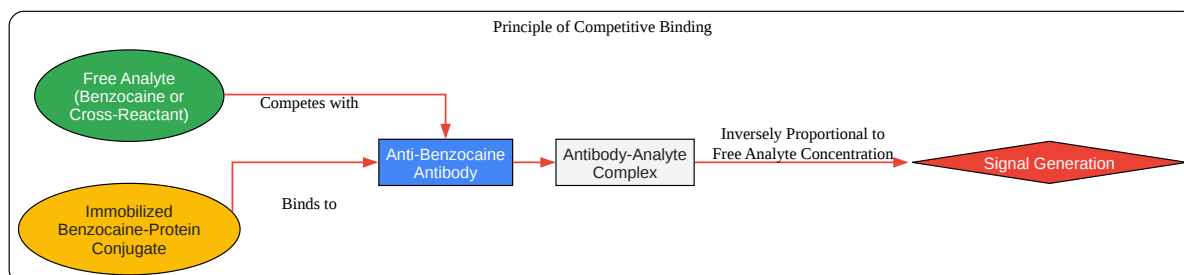 Principle of Competitive Binding
Free Analyte
(Benzocaine or
Cross-Reactant)
Competes with
Anti-Benzocaine
Antibody
Antibody-Analyte
Complex
Inversely Proportional to
Free Analyte Concentration
Signal Generation
Immobilized
Benzocaine-Protein
Conjugate
Binds to